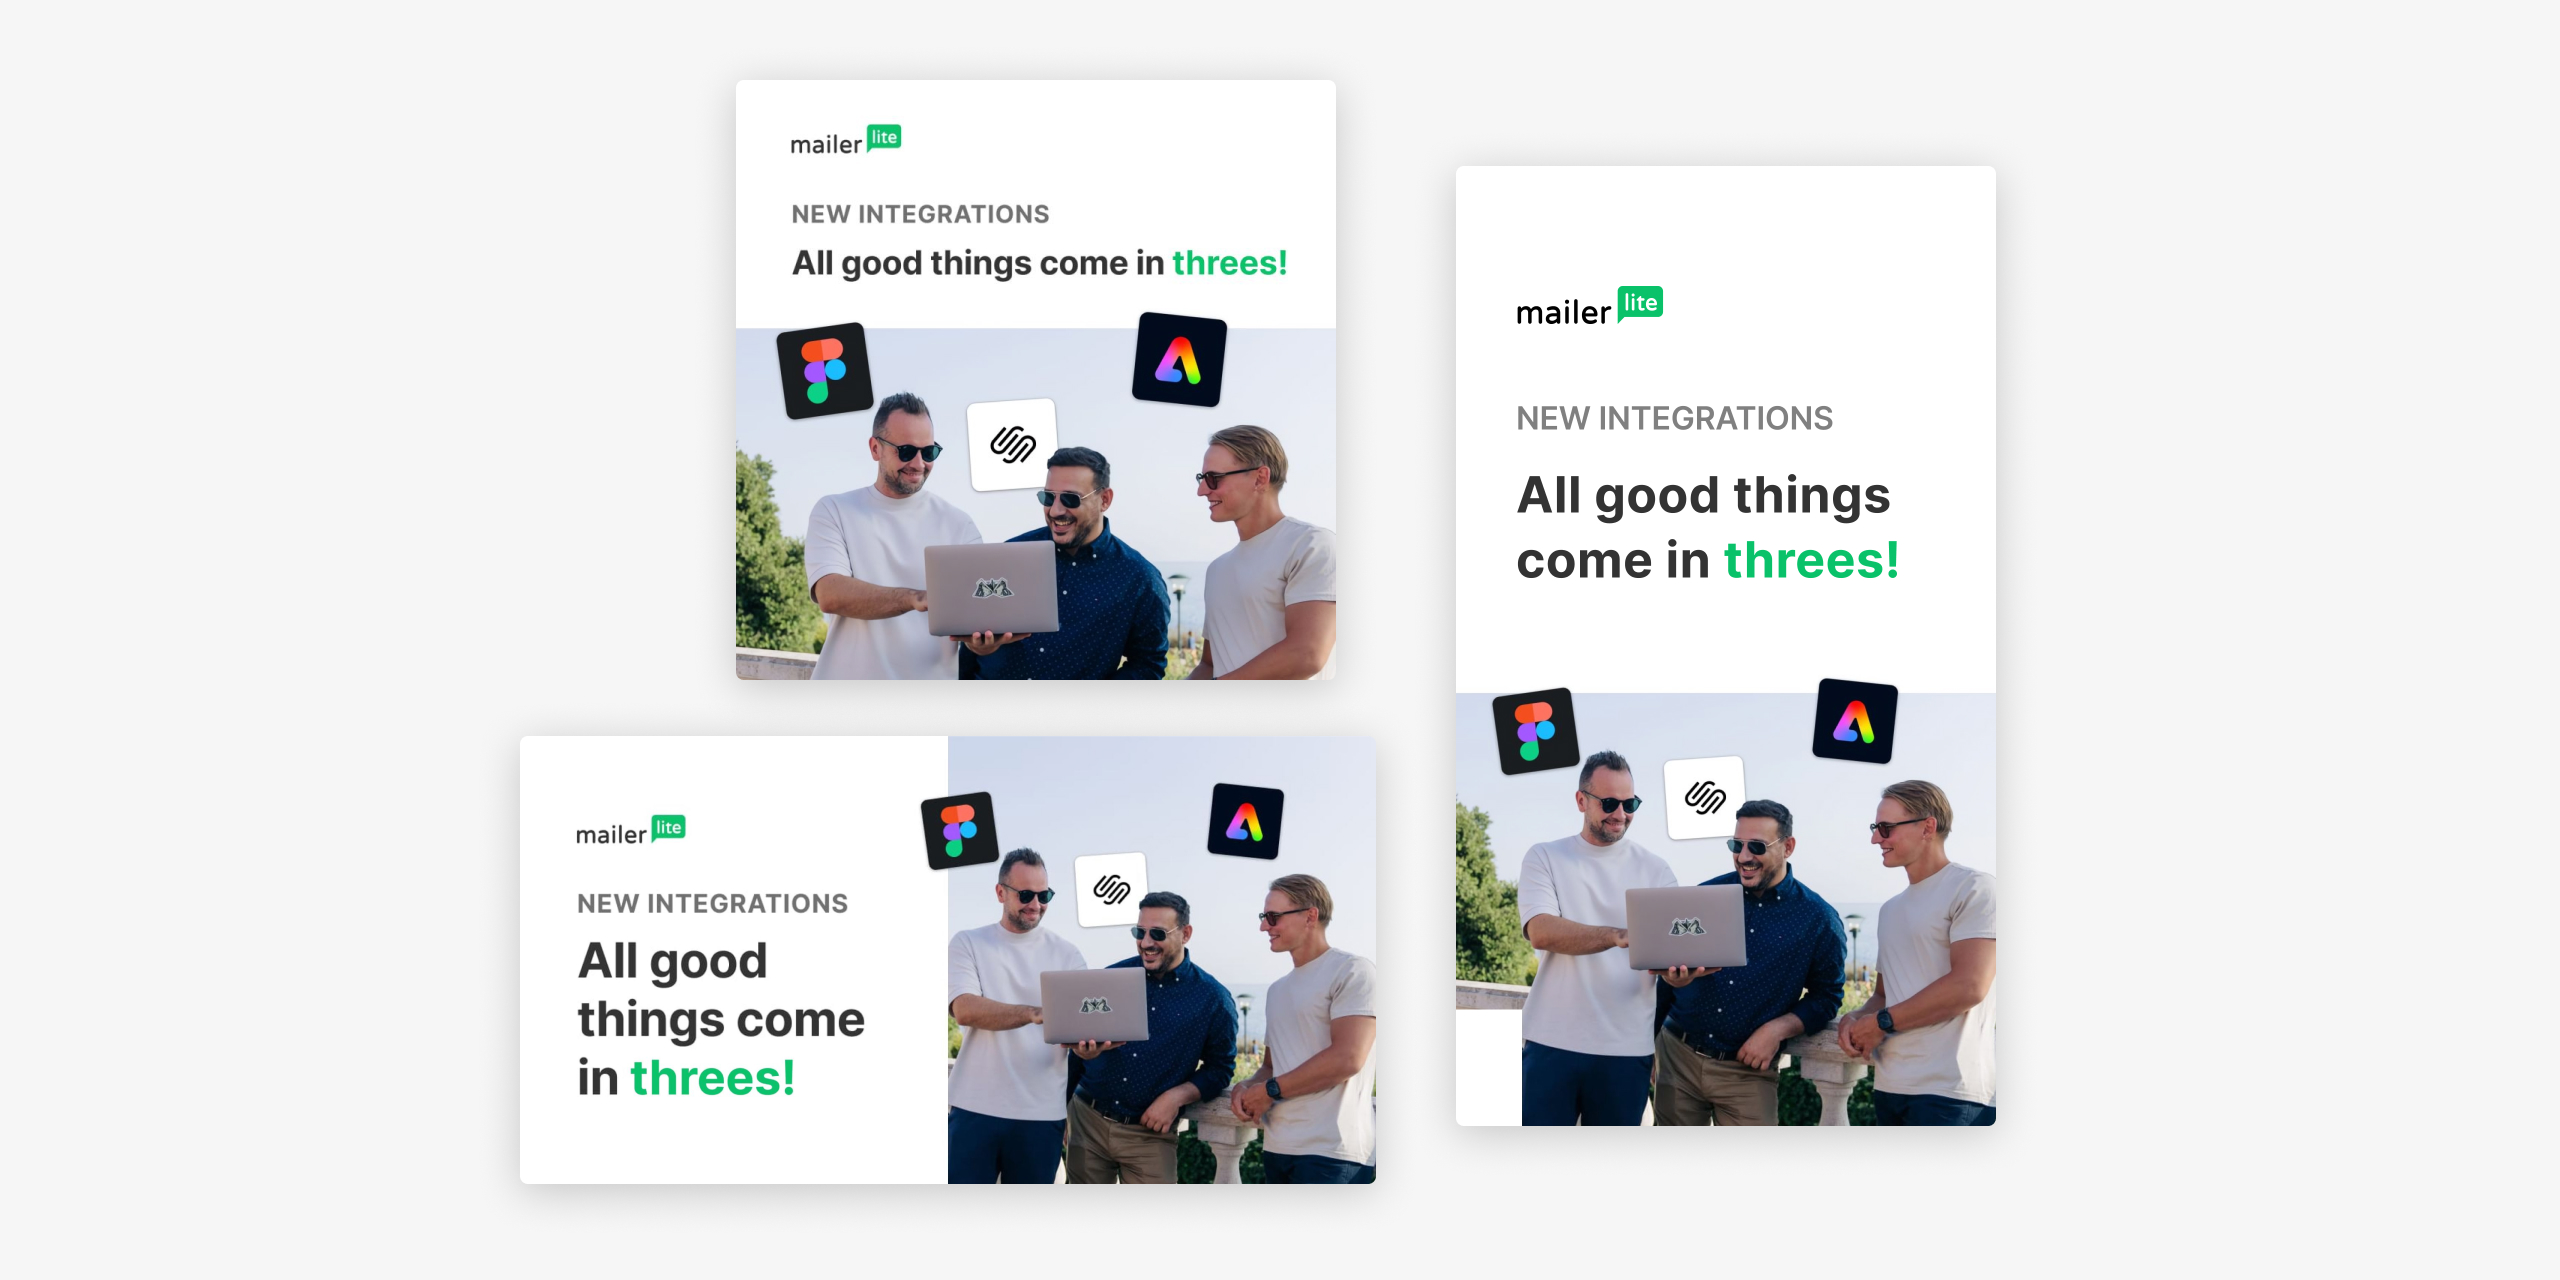 mailer lite
NEW INTEGRATIONS
All good things come in threes!
mailer lite
NEW INTEGRATIONS
All good
things come
in threes!
mailer lite
NEW INTEGRATIONS
All good things
come in threes!